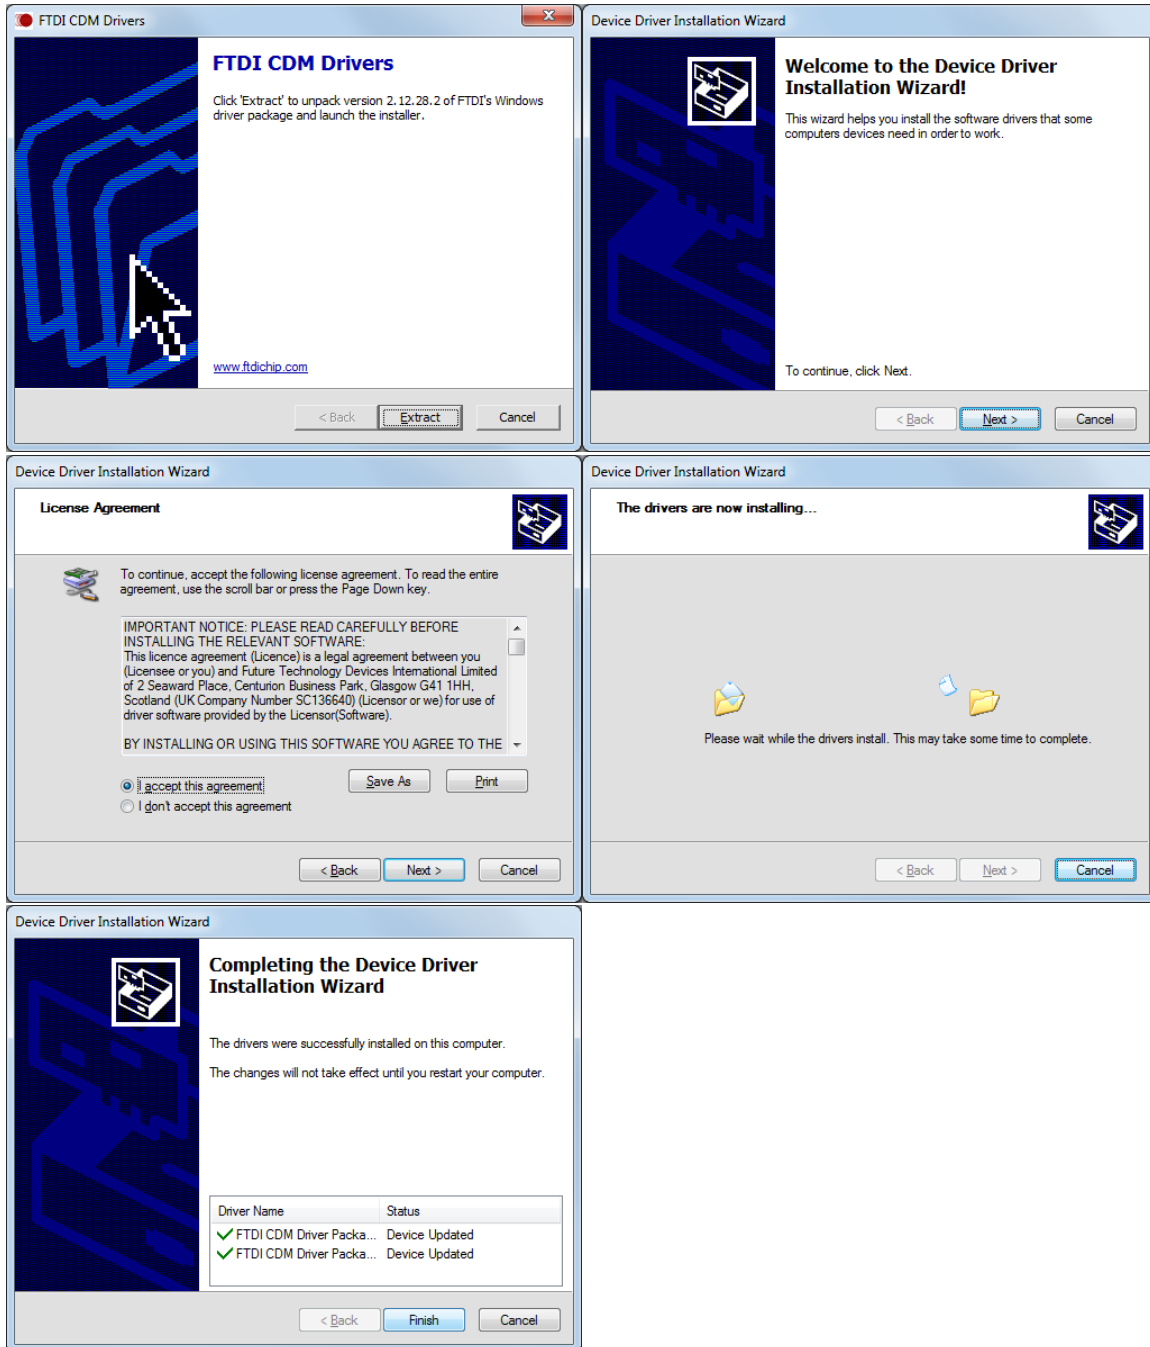 FTDI CDM Drivers
FTDI CDM Drivers
Click 'Extract' to unpack version 2.12.28.2 of FTDI's Windows
driver package and launch the installer.
www.ftdichip.com
< Back
Extract
Cancel
Device Driver Installation Wizard
Welcome to the Device Driver
Installation Wizard!
This wizard helps you install the software drivers that some
computers devices need in order to work.
To continue, click Next.
< Back
Next >
Cancel
Device Driver Installation Wizard
License Agreement
To continue, accept the following license agreement. To read the entire
agreement, use the scroll bar or press the Page Down key.
IMPORTANT NOTICE: PLEASE READ CAREFULLY BEFORE
INSTALLING THE RELEVANT SOFTWARE:
This licence agreement (Licence) is a legal agreement between you
(Licensee or you) and Future Technology Devices International Limited
of 2 Seaward Place, Centurion Business Park, Glasgow G41 1HH,
Scotland (UK Company Number SC136640) (Licensor or we) for use of
driver software provided by the Licensor(Software).
BY INSTALLING OR USING THIS SOFTWARE YOU AGREE TO THE
I accept this agreement
Save As
Print
I don't accept this agreement
< Back
Next >
Cancel
Device Driver Installation Wizard
The drivers are now installing...
Please wait while the drivers install. This may take some time to complete.
< Back
Next >
Cancel
Device Driver Installation Wizard
Completing the Device Driver
Installation Wizard
The drivers were successfully installed on this computer.
The changes will not take effect until you restart your computer.
Driver Name Status
FTDI CDM Driver Packa... Device Updated
FTDI CDM Driver Packa... Device Updated
< Back
Finish
Cancel